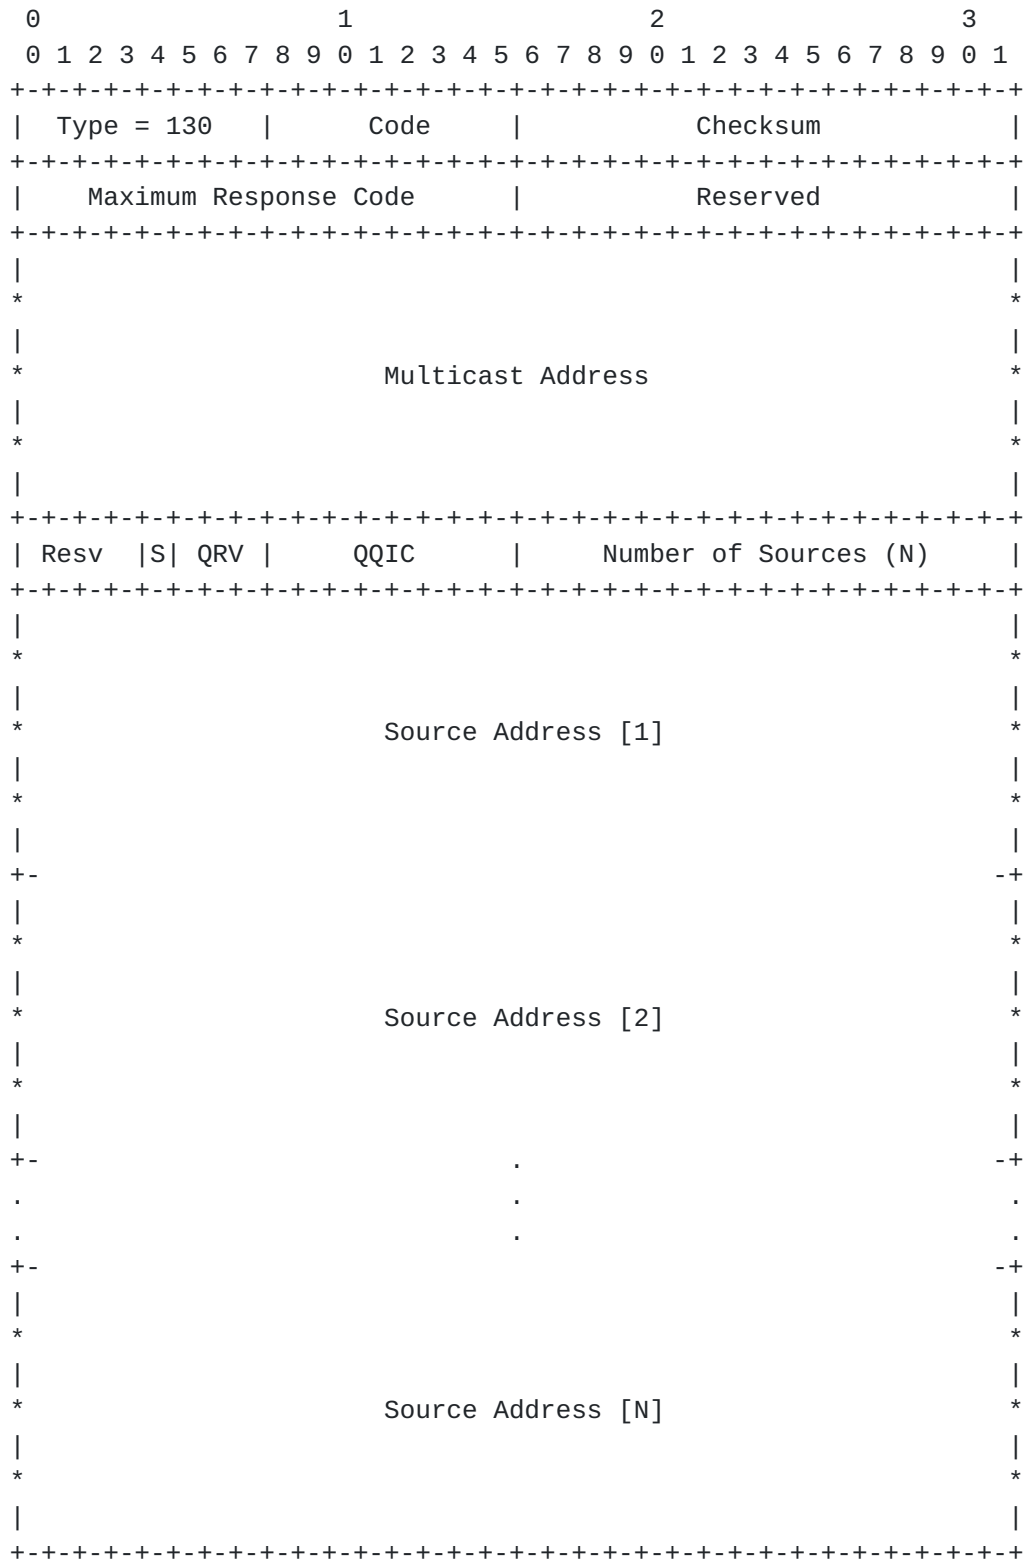 0                   1                   2                   3
 0 1 2 3 4 5 6 7 8 9 0 1 2 3 4 5 6 7 8 9 0 1 2 3 4 5 6 7 8 9 0 1
+-+-+-+-+-+-+-+-+-+-+-+-+-+-+-+-+-+-+-+-+-+-+-+-+-+-+-+-+-+-+-+-+
|  Type = 130   |      Code     |           Checksum            |
+-+-+-+-+-+-+-+-+-+-+-+-+-+-+-+-+-+-+-+-+-+-+-+-+-+-+-+-+-+-+-+-+
|    Maximum Response Code      |           Reserved            |
+-+-+-+-+-+-+-+-+-+-+-+-+-+-+-+-+-+-+-+-+-+-+-+-+-+-+-+-+-+-+-+-+
|                                                               |
*                                                               *
|                                                               |
*                       Multicast Address                       *
|                                                               |
*                                                               *
|                                                               |
+-+-+-+-+-+-+-+-+-+-+-+-+-+-+-+-+-+-+-+-+-+-+-+-+-+-+-+-+-+-+-+-+
| Resv  |S| QRV |     QQIC      |     Number of Sources (N)     |
+-+-+-+-+-+-+-+-+-+-+-+-+-+-+-+-+-+-+-+-+-+-+-+-+-+-+-+-+-+-+-+-+
|                                                               |
*                                                               *
|                                                               |
*                       Source Address [1]                      *
|                                                               |
*                                                               *
|                                                               |
+-                                                             -+
|                                                               |
*                                                               *
|                                                               |
*                       Source Address [2]                      *
|                                                               |
*                                                               *
|                                                               |
+-                              .                              -+
.                               .                               .
.                               .                               .
+-                                                             -+
|                                                               |
*                                                               *
|                                                               |
*                       Source Address [N]                      *
|                                                               |
*                                                               *
|                                                               |
+-+-+-+-+-+-+-+-+-+-+-+-+-+-+-+-+-+-+-+-+-+-+-+-+-+-+-+-+-+-+-+-+